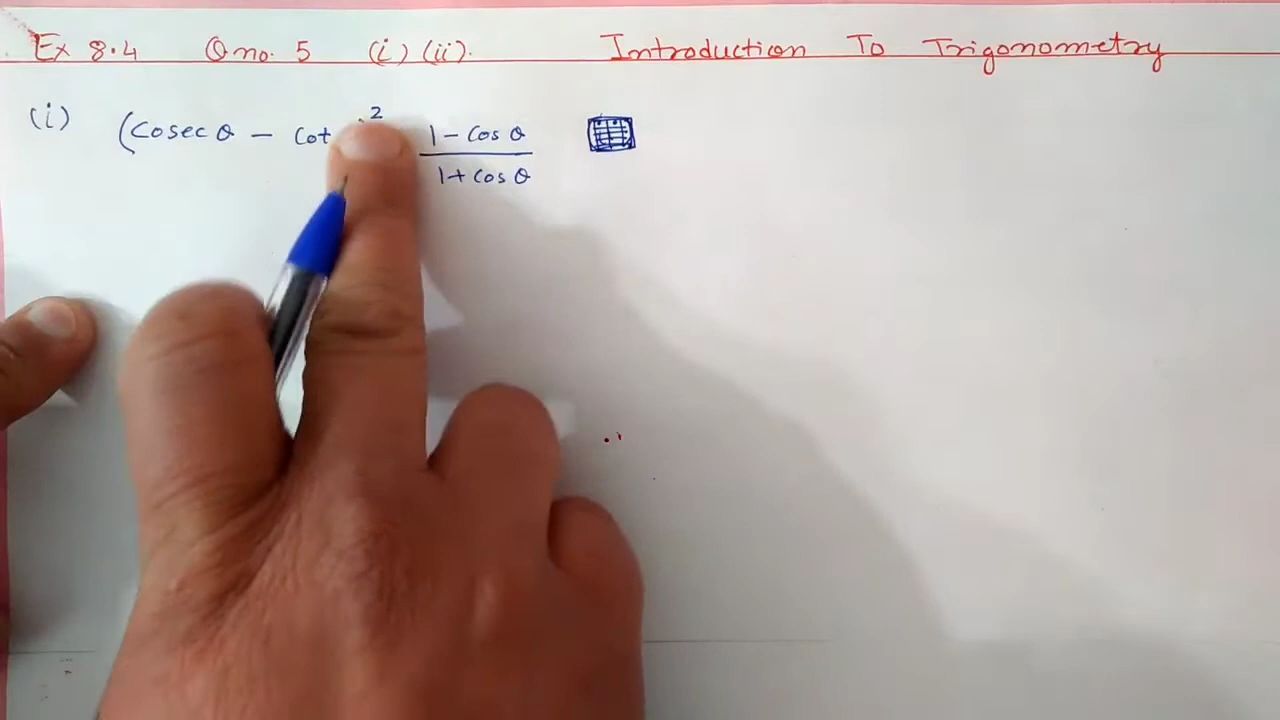 Ex 8.4 Q no. 5 (i) (ii). Introduction To Trigonometry
(i) (Cosec θ - cot 2 1 - cos θ
1 + cos θ